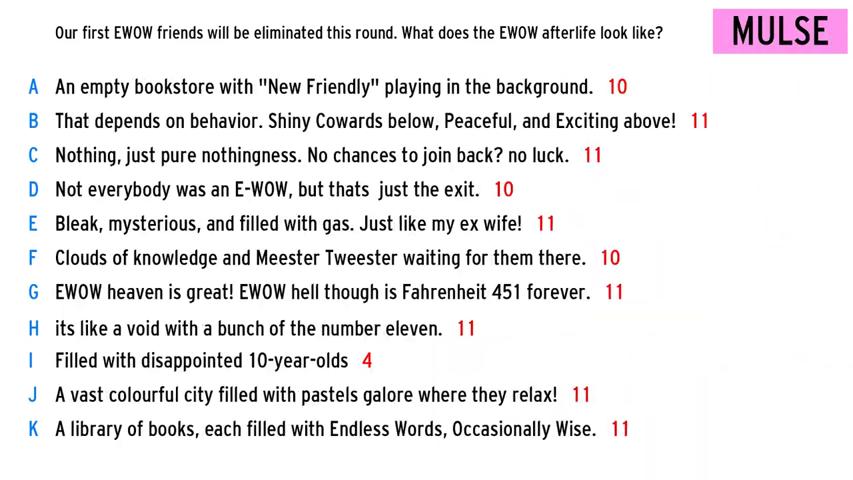 Our first EWOW friends will be eliminated this round. What does the EWOW afterlife look like?
MULSE
A An empty bookstore with "New Friendly" playing in the background. 10
B That depends on behavior. Shiny Cowards below, Peaceful, and Exciting above! 11
C Nothing, just pure nothingness. No chances to join back? no luck. 11
D Not everybody was an E-WOW, but thats just the exit. 10
E Bleak, mysterious, and filled with gas. Just like my ex wife! 11
F Clouds of knowledge and Meester Tweester waiting for them there. 10
G EWOW heaven is great! EWOW hell though is Fahrenheit 451 forever. 11
H its like a void with a bunch of the number eleven. 11
I Filled with disappointed 10-year-olds 4
J A vast colourful city filled with pastels galore where they relax! 11
K A library of books, each filled with Endless Words, Occasionally Wise. 11